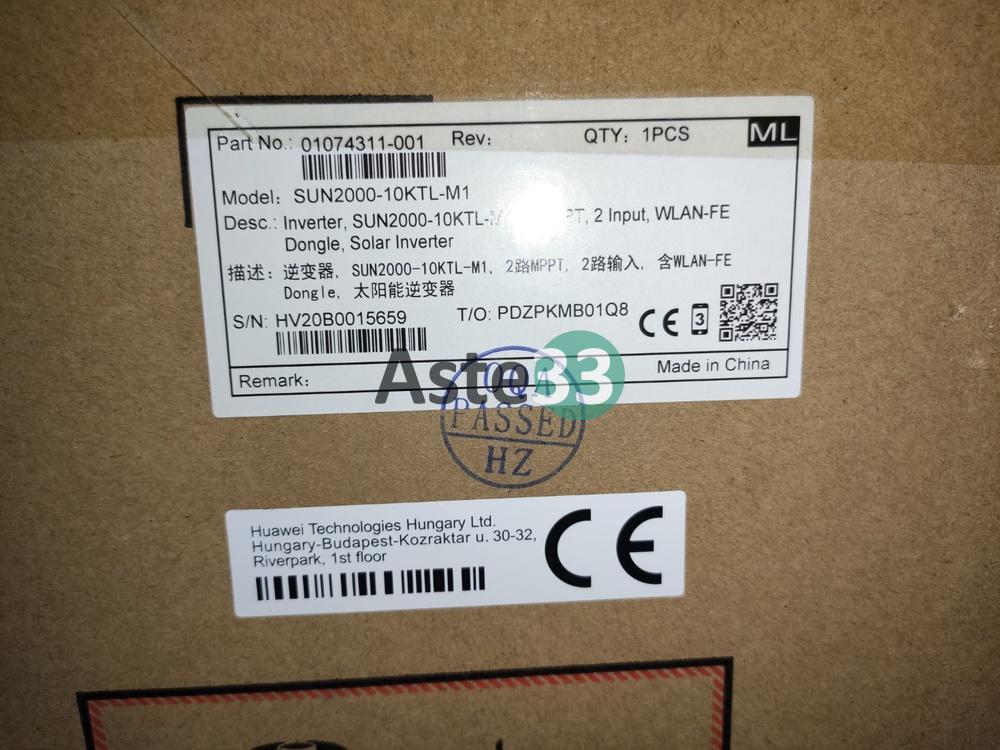 Part No.: 01074311-001 Rev: QTY: 1PCS ML
Model: SUN2000-10KTL-M1
Desc.: Inverter, SUN2000-10KTL-M 2 Input, WLAN-FE
Dongle, Solar Inverter
描述: 逆变器, SUN2000-10KTL-M1, 2路MPPT, 2路输入, 含WLAN-FE
Dongle, 太阳能逆变器
S/N: HV20B0015659 T/O: PDZPKMB01Q8 CE 3
Remark: Made in China
Aste33
OQA
PASSED
HZ
Huawei Technologies Hungary Ltd.
Hungary-Budapest-Kozraktar u. 30-32,
Riverpark, 1st floor
CE